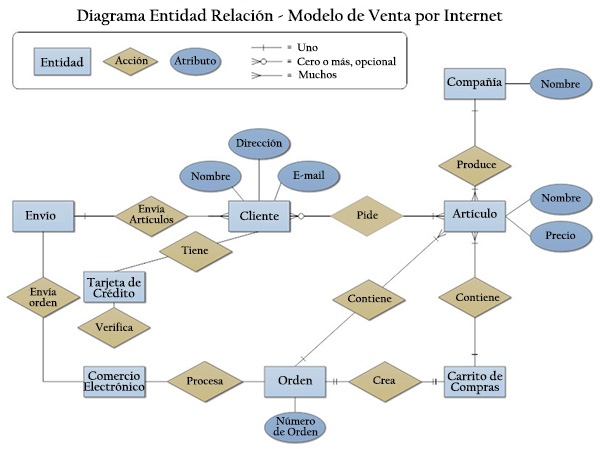 Diagrama Entidad Relación - Modelo de Venta por Internet
Entidad
Acción
Atributo
= Uno
= Cero o más, opcional
= Muchos
Compañia
Nombre
Dirección
Nombre
E-mail
Produce
Envío
Envía
Artículos
Cliente
Pide
Artículo
Nombre
Precio
Tiene
Envía
orden
Tarjeta de
Crédito
Contiene
Contiene
Verifica
Comercio
Electrónico
Procesa
Orden
Crea
Carrito de
Compras
Número
de Orden